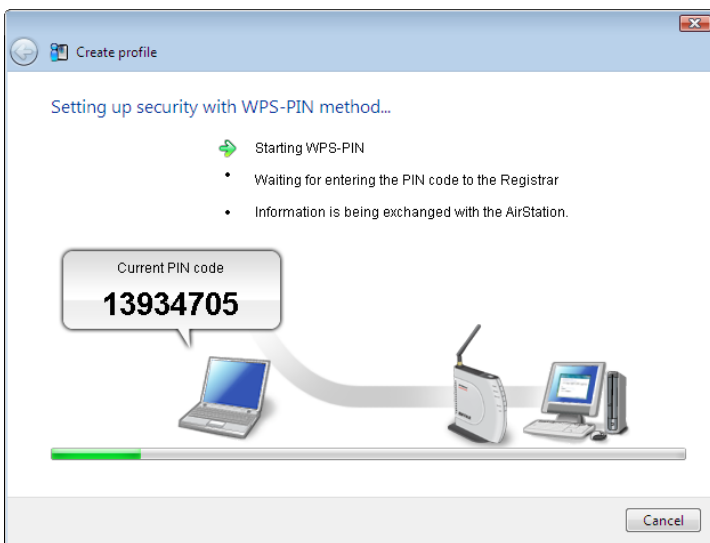 Create profile
Setting up security with WPS-PIN method...
Starting WPS-PIN
• Waiting for entering the PIN code to the Registrar
• Information is being exchanged with the AirStation.
Current PIN code
13934705
Cancel